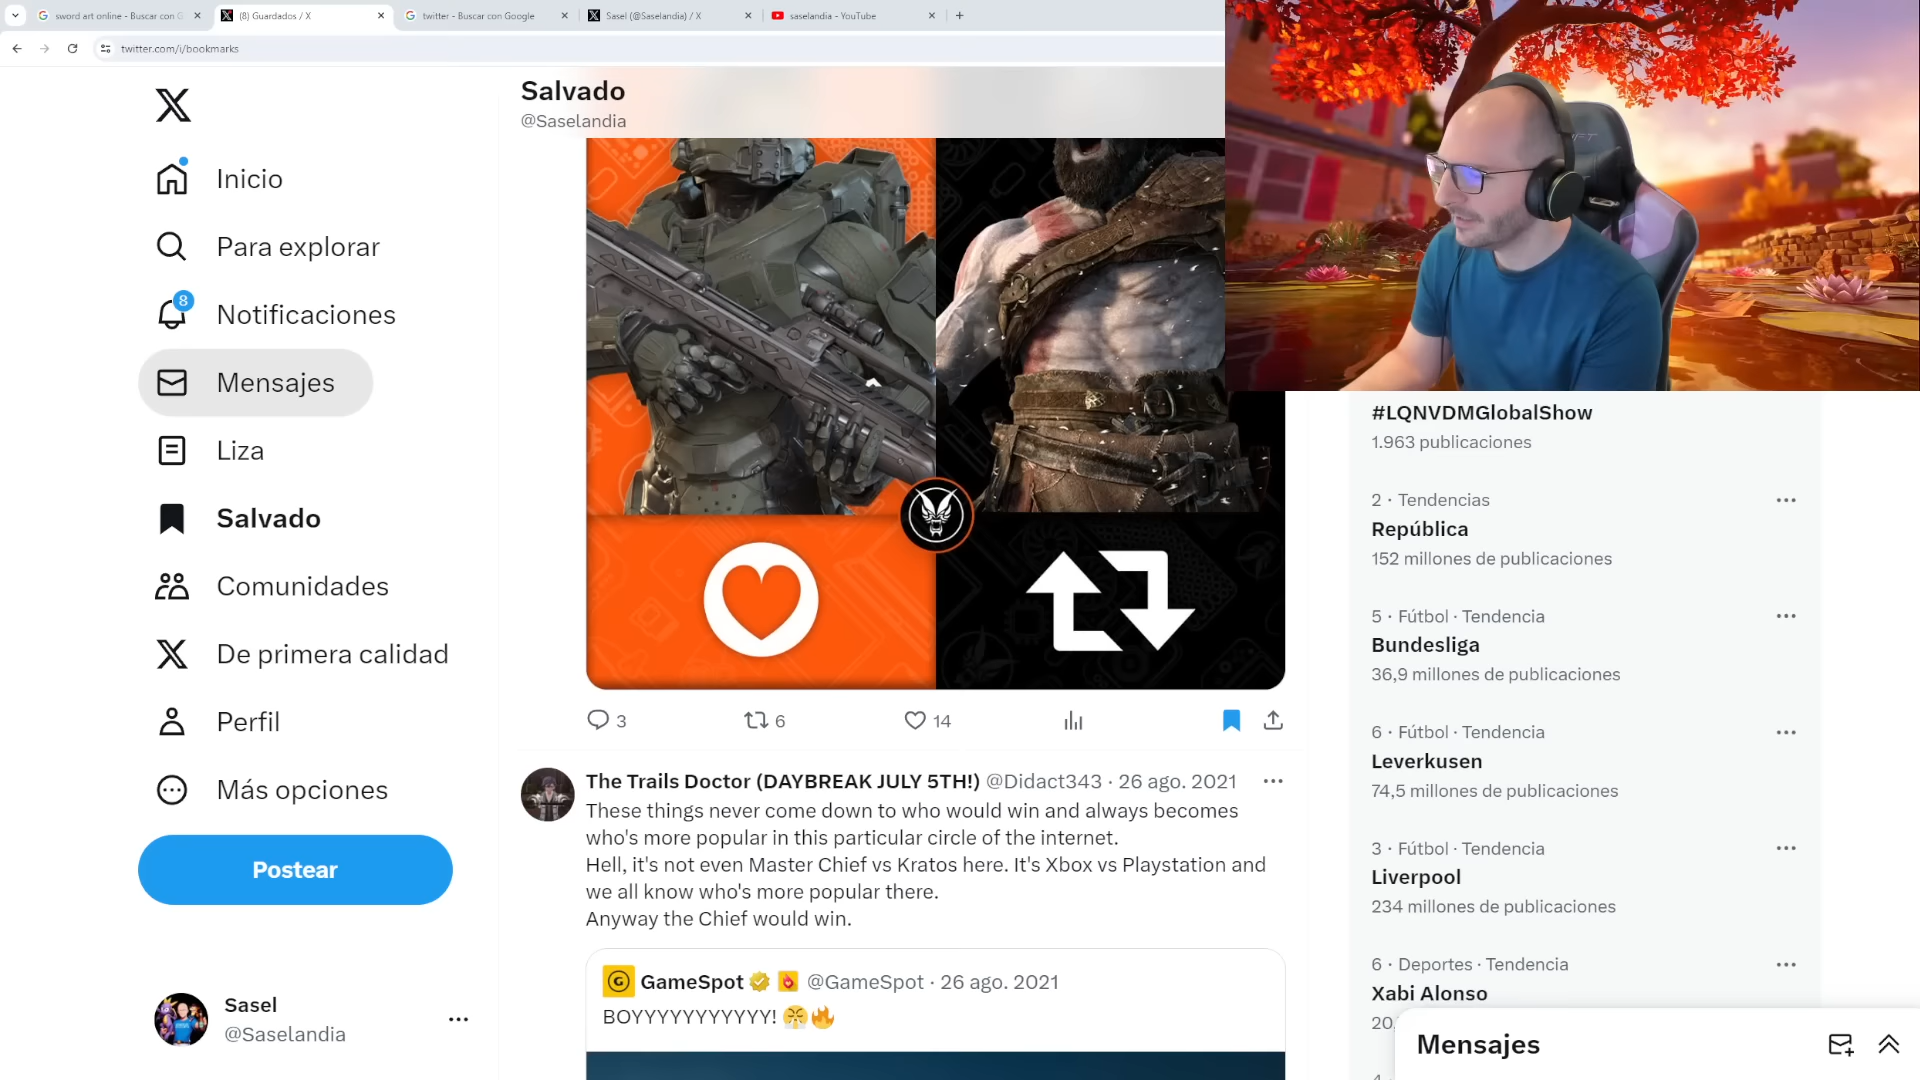 sword art online - Buscar con G
(8) Guardados / X
twitter - Buscar con Google
Sasel (@Saselandia) / X
saselandia - YouTube
twitter.com/i/bookmarks
Salvado
@Saselandia
Inicio
Para explorar
8
Notificaciones
Mensajes
Liza
Salvado
Comunidades
De primera calidad
Perfil
Más opciones
Postear
Sasel
@Saselandia
3
6
14
The Trails Doctor (DAYBREAK JULY 5TH!) @Didact343 · 26 ago. 2021
These things never come down to who would win and always becomes
who's more popular in this particular circle of the internet.
Hell, it's not even Master Chief vs Kratos here. It's Xbox vs Playstation and
we all know who's more popular there.
Anyway the Chief would win.
GameSpot @GameSpot · 26 ago. 2021
BOYYYYYYYYYYY!
#LQNVDMGlobalShow
1.963 publicaciones
2 · Tendencias
República
152 millones de publicaciones
5 · Fútbol · Tendencia
Bundesliga
36,9 millones de publicaciones
6 · Fútbol · Tendencia
Leverkusen
74,5 millones de publicaciones
3 · Fútbol · Tendencia
Liverpool
234 millones de publicaciones
6 · Deportes · Tendencia
Xabi Alonso
20
Mensajes